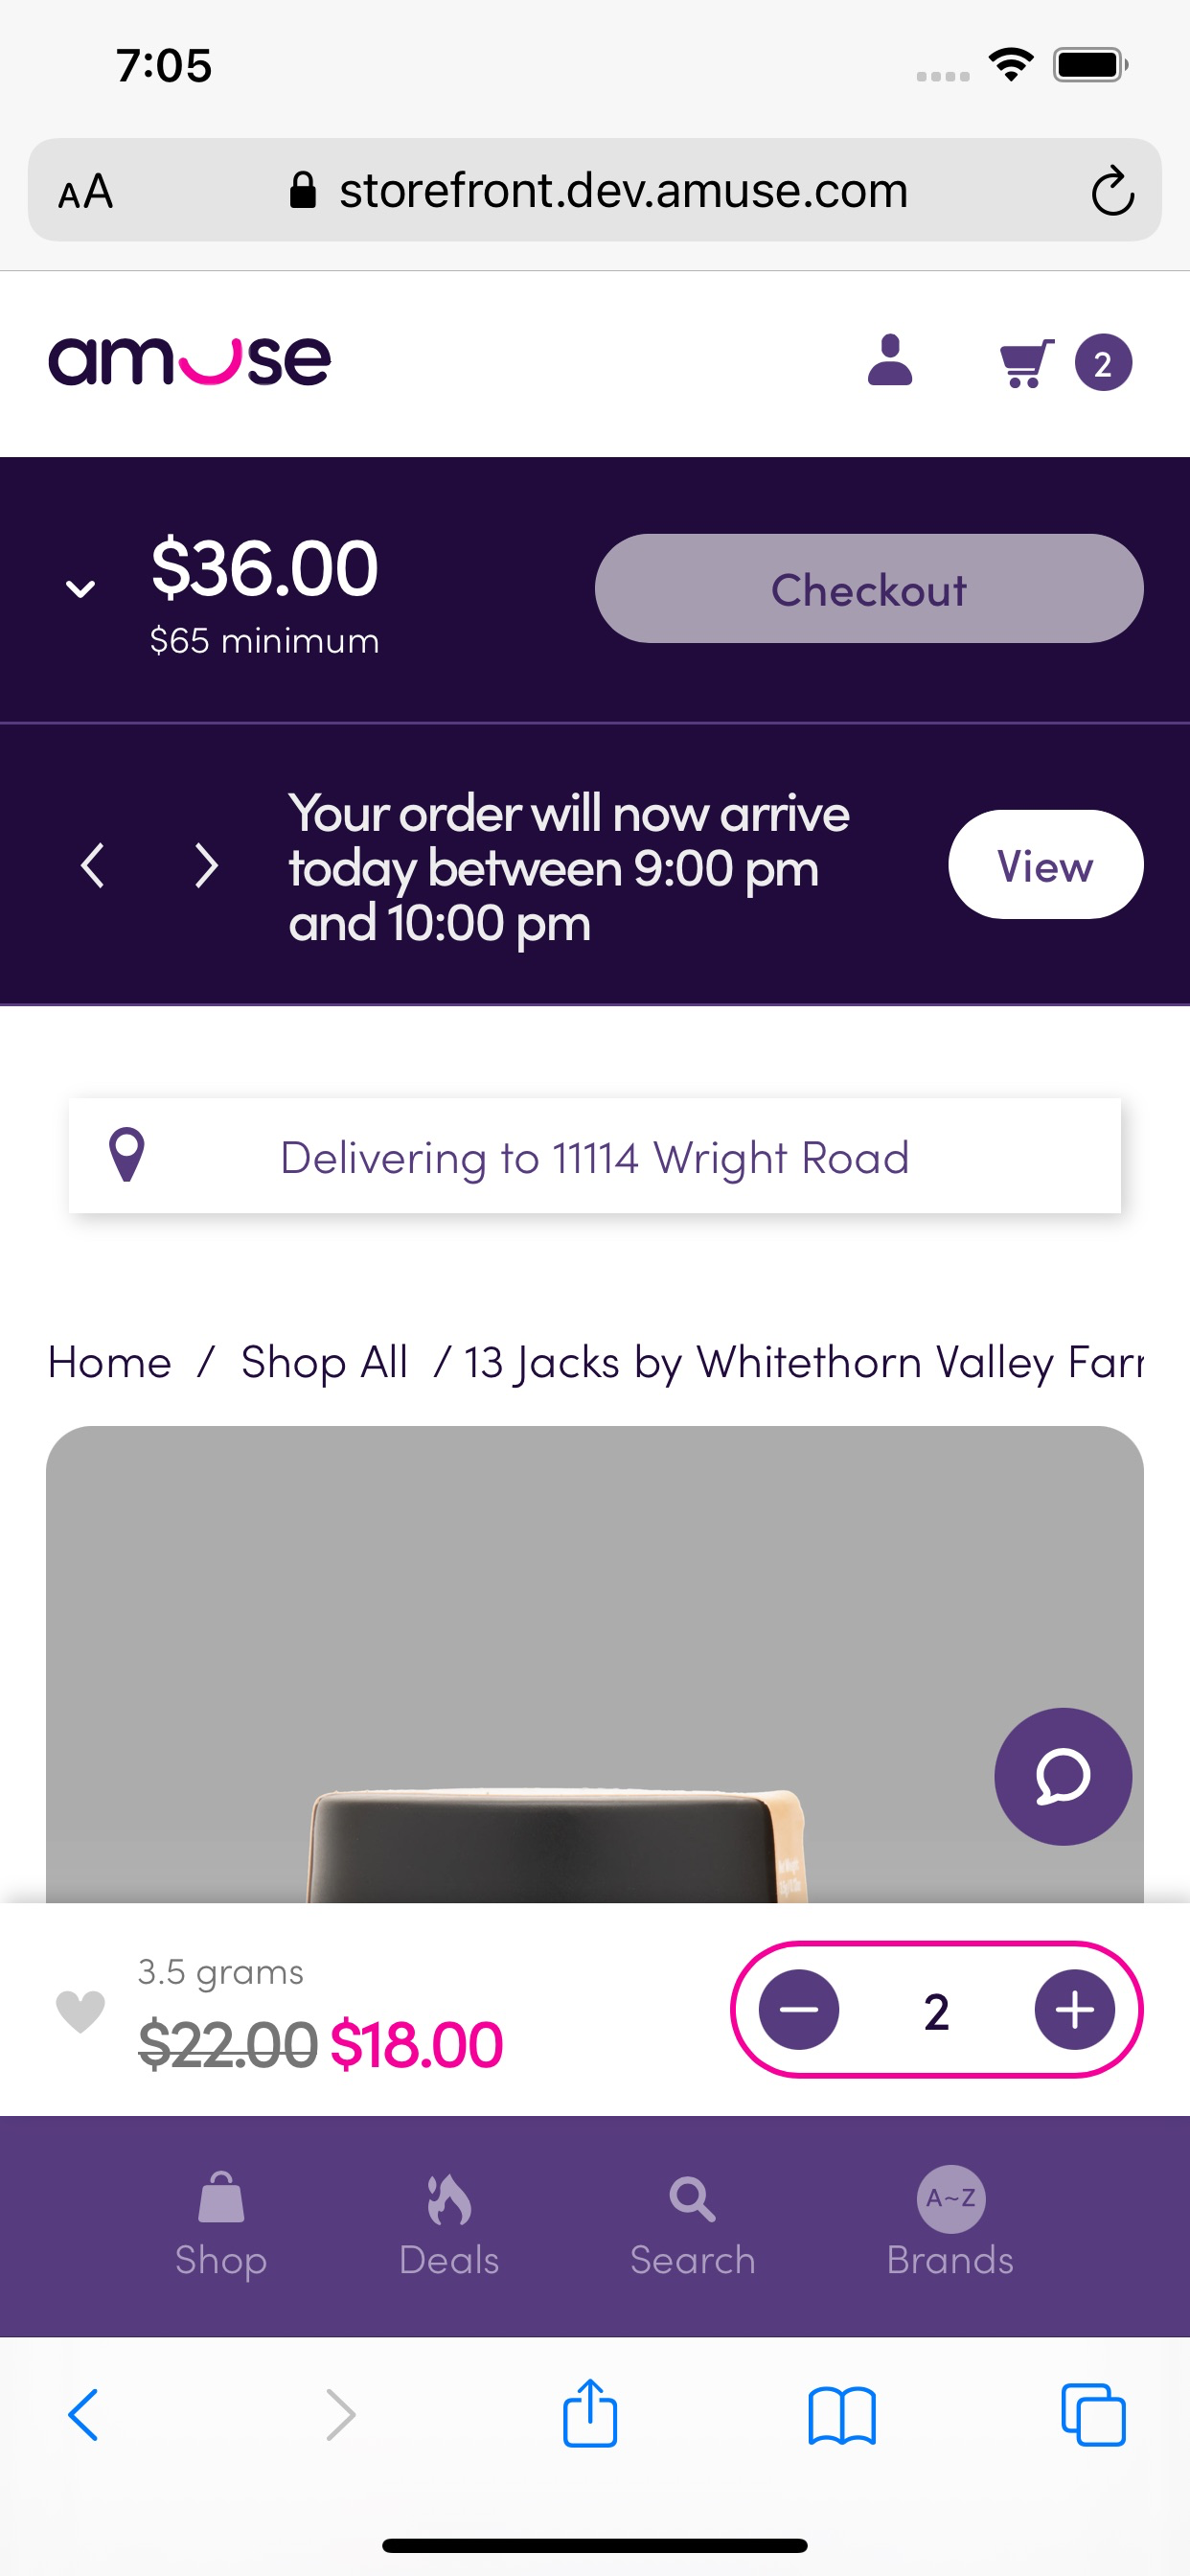 7:05
AA storefront.dev.amuse.com
amuse
2
$36.00
Checkout
$65 minimum
Your order will now arrive
today between 9:00 pm
and 10:00 pm
View
Delivering to 11114 Wright Road
Home / Shop All / 13 Jacks by Whitethorn Valley
3.5 grams
$22.00 $18.00
2
A~Z
Shop Deals Search Brands